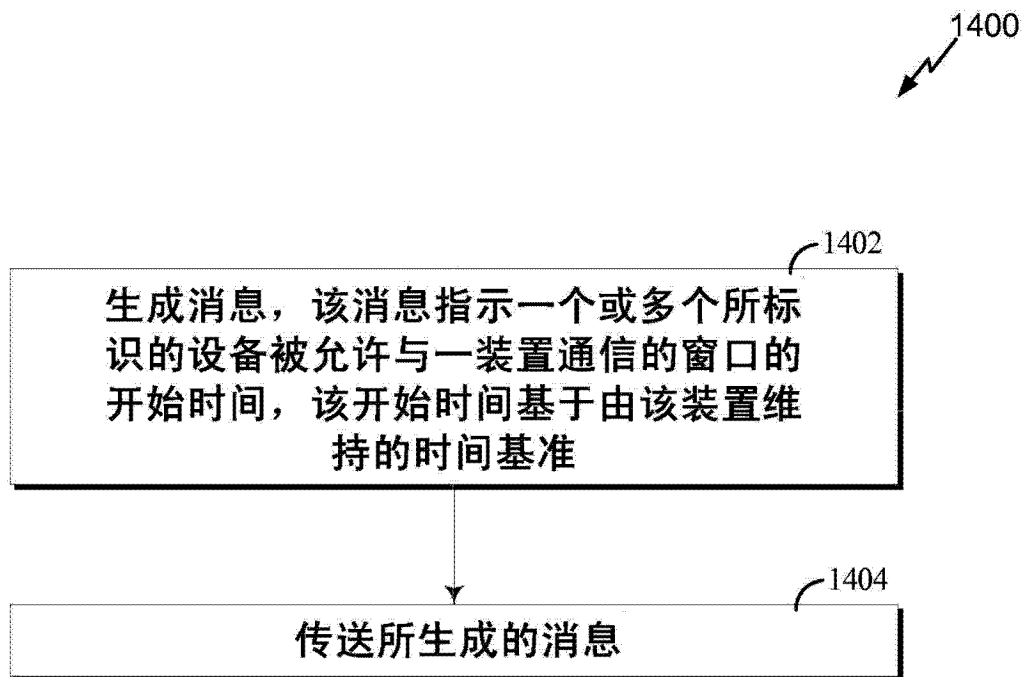 1400
1402
生成消息，该消息指示一个或多个所标
识的设备被允许与一装置通信的窗口的
开始时间，该开始时间基于由该装置维
持的时间基准
1404
传送所生成的消息